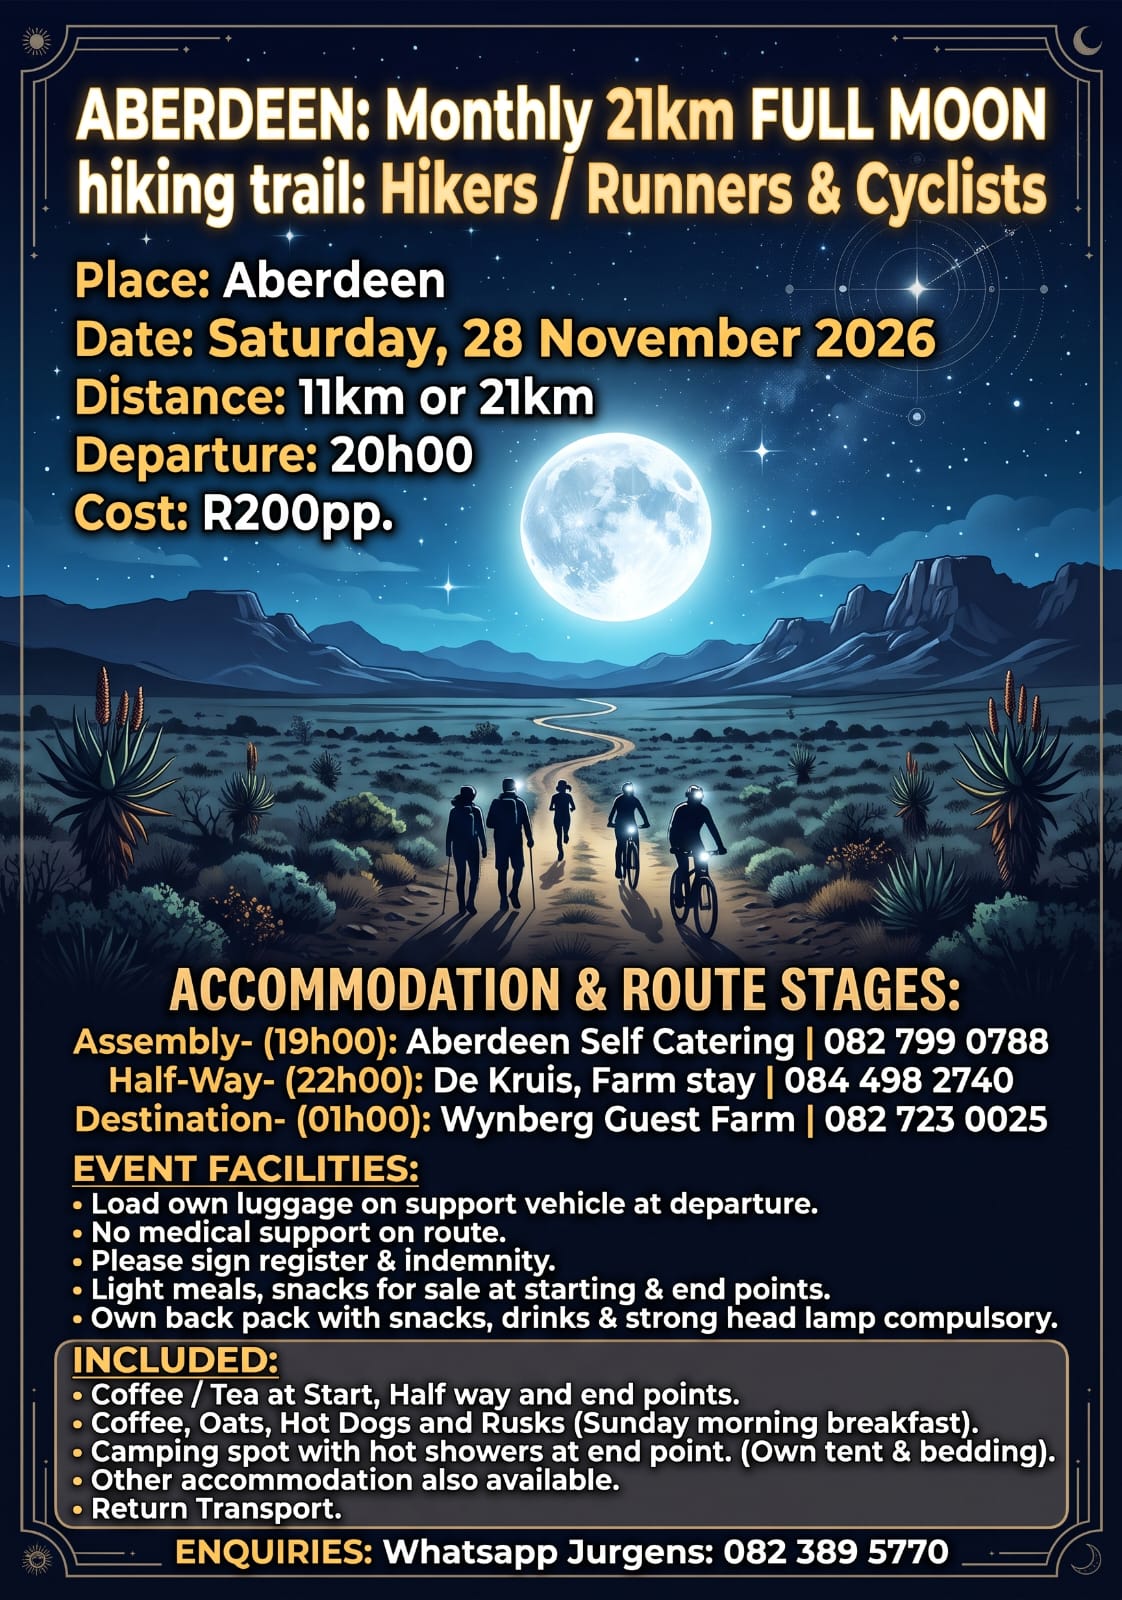 ABERDEEN: Monthly 21km FULL MOON
hiking trail: Hikers / Runners & Cyclists
Place: Aberdeen
Date: Saturday, 28 November 2026
Distance: 11km or 21km
Departure: 20h00
Cost: R200pp.
ACCOMMODATION & ROUTE STAGES:
Assembly- (19h00): Aberdeen Self Catering | 082 799 0788
Half-Way- (22h00): De Kruis, Farm stay | 084 498 2740
Destination- (01h00): Wynberg Guest Farm | 082 723 0025
EVENT FACILITIES:
• Load own luggage on support vehicle at departure.
• No medical support on route.
• Please sign register & indemnity.
• Light meals, snacks for sale at starting & end points.
• Own back pack with snacks, drinks & strong head lamp compulsory.
INCLUDED:
• Coffee / Tea at Start, Half way and end points.
• Coffee, Oats, Hot Dogs and Rusks (Sunday morning breakfast).
• Camping spot with hot showers at end point. (Own tent & bedding).
• Other accommodation also available.
• Return Transport.
ENQUIRIES: Whatsapp Jurgens: 082 389 5770